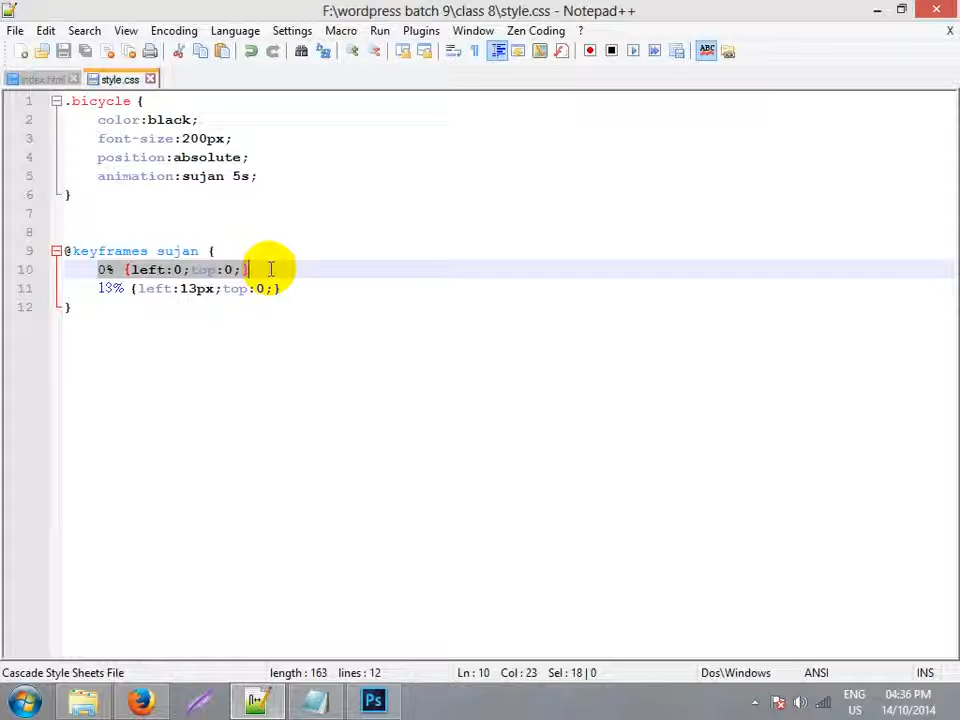 F:\wordpress batch 9\class 8\style.css - Notepad++
File Edit Search View Encoding Language Settings Macro Run Plugins Window Zen Coding ? X
ABC
index.html style.css
1 .bicycle {
2 color:black;
3 font-size:200px;
4 position:absolute;
5 animation:sujan 5s;
6 }
7
8
9 @keyframes sujan {
10 0% {left:0;top:0;}
11 13% {left:13px;top:0;}
12 }
Cascade Style Sheets File length : 163 lines : 12 Ln : 10 Col : 23 Sel : 18 | 0 Dos\Windows ANSI INS
n++ Ps ENG 04:36 PM
US 14/10/2014